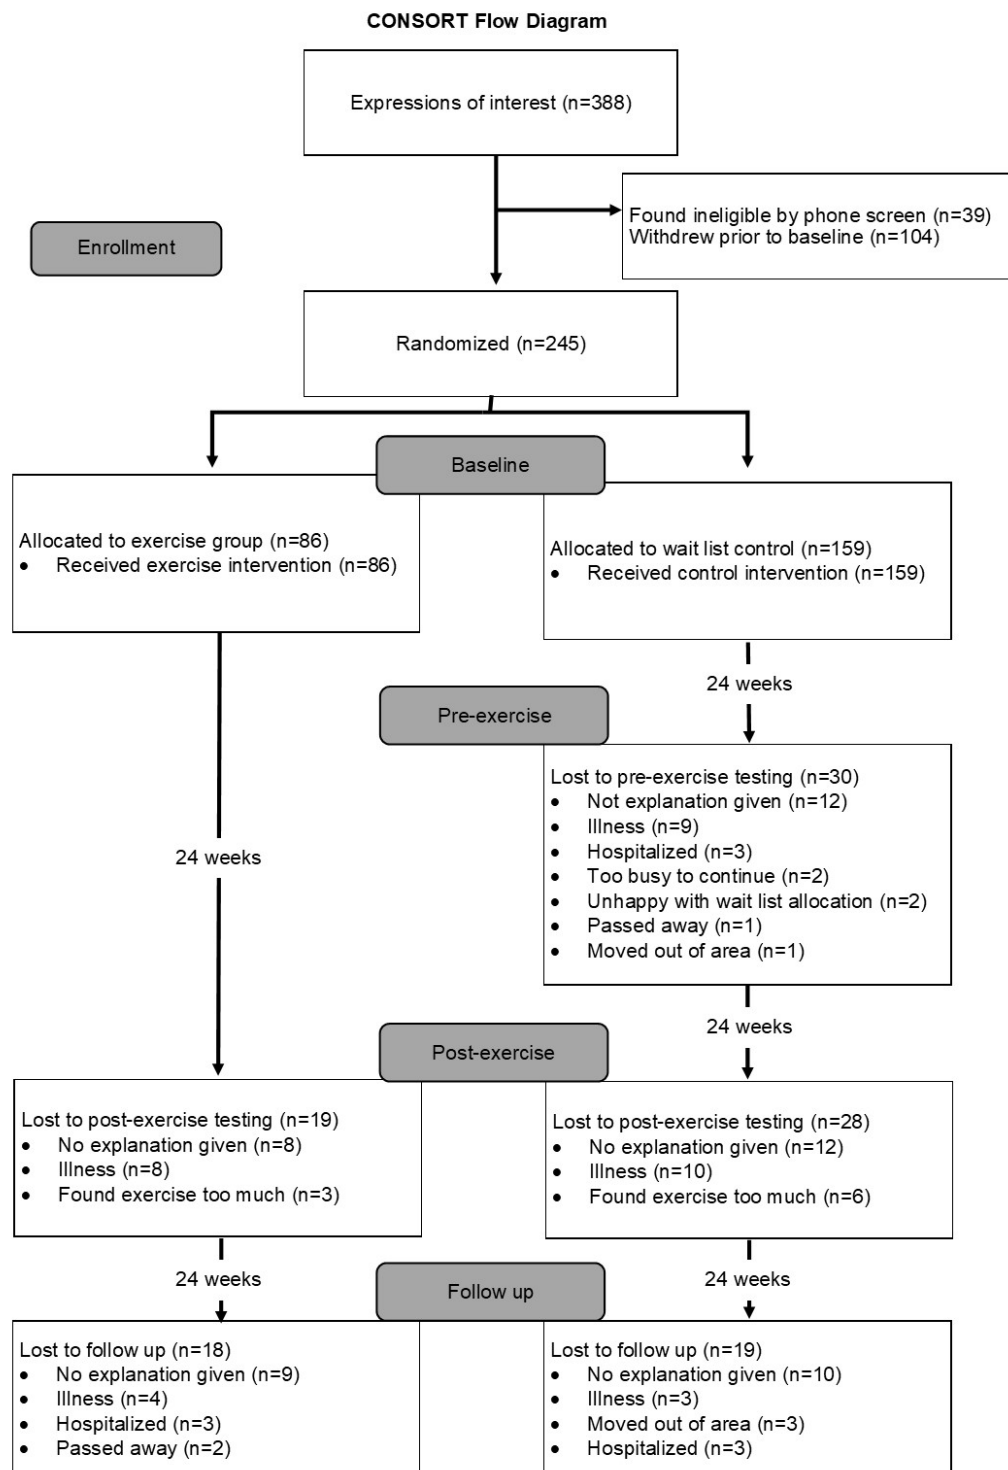 CONSORT Flow Diagram
Expressions of interest (n=388)
Found ineligible by phone screen (n=39)
Withdrew prior to baseline (n=104)
Enrollment
Randomized (n=245)
Baseline
Allocated to exercise group (n=86)
• Received exercise intervention (n=86)
Allocated to wait list control (n=159)
• Received control intervention (n=159)
24 weeks
Pre-exercise
Lost to pre-exercise testing (n=30)
• Not explanation given (n=12)
• Illness (n=9)
• Hospitalized (n=3)
• Too busy to continue (n=2)
• Unhappy with wait list allocation (n=2)
• Passed away (n=1)
• Moved out of area (n=1)
24 weeks
24 weeks
Post-exercise
Lost to post-exercise testing (n=19)
• No explanation given (n=8)
• Illness (n=8)
• Found exercise too much (n=3)
Lost to post-exercise testing (n=28)
• No explanation given (n=12)
• Illness (n=10)
• Found exercise too much (n=6)
24 weeks
24 weeks
Follow up
Lost to follow up (n=18)
• No explanation given (n=9)
• Illness (n=4)
• Hospitalized (n=3)
• Passed away (n=2)
Lost to follow up (n=19)
• No explanation given (n=10)
• Illness (n=3)
• Moved out of area (n=3)
• Hospitalized (n=3)